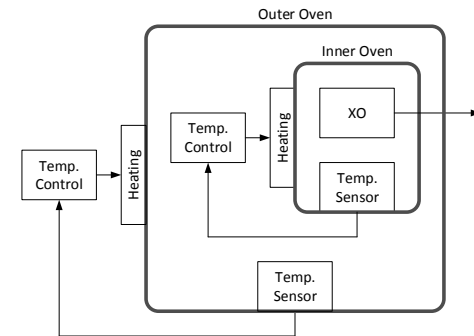 Outer Oven
Inner Oven
XO
Temp.
Control
Heating
Temp.
Control
Heating
Temp.
Sensor
Temp.
Sensor